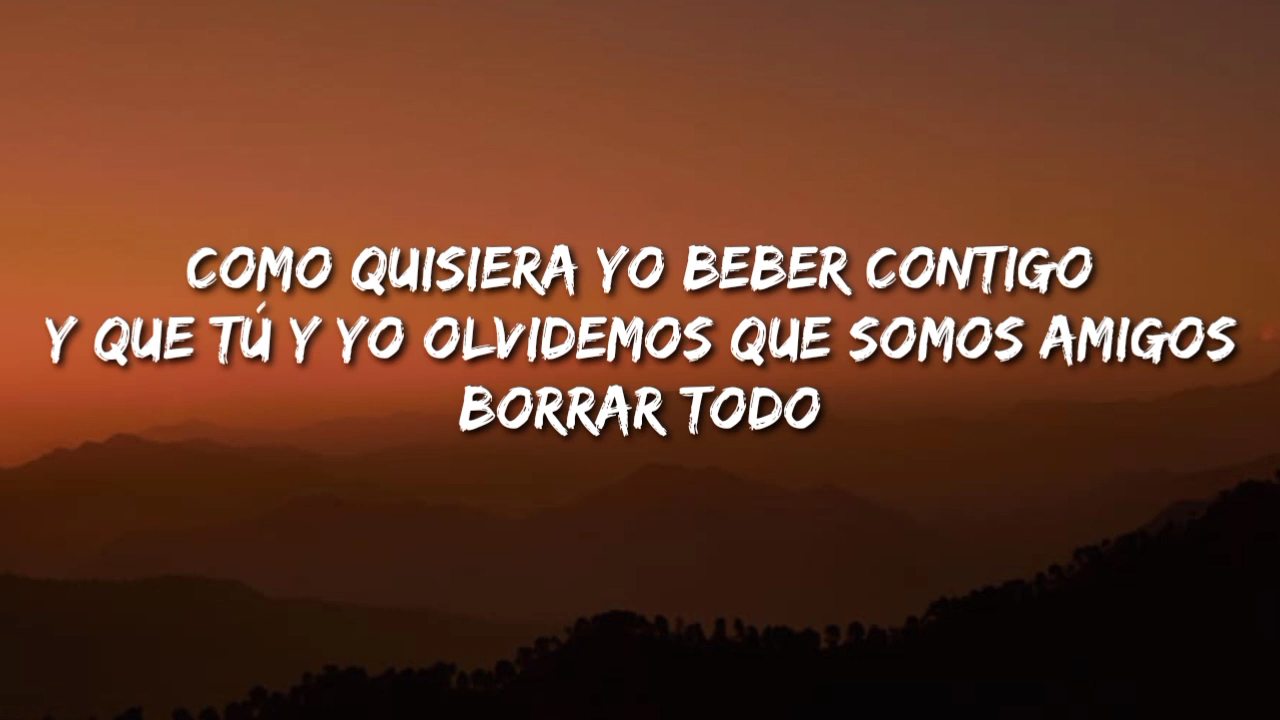 COMO QUISIERA YO BEBER CONTIGO
Y QUE TÚ Y YO OLVIDEMOS QUE SOMOS AMIGOS
BORRAR TODO